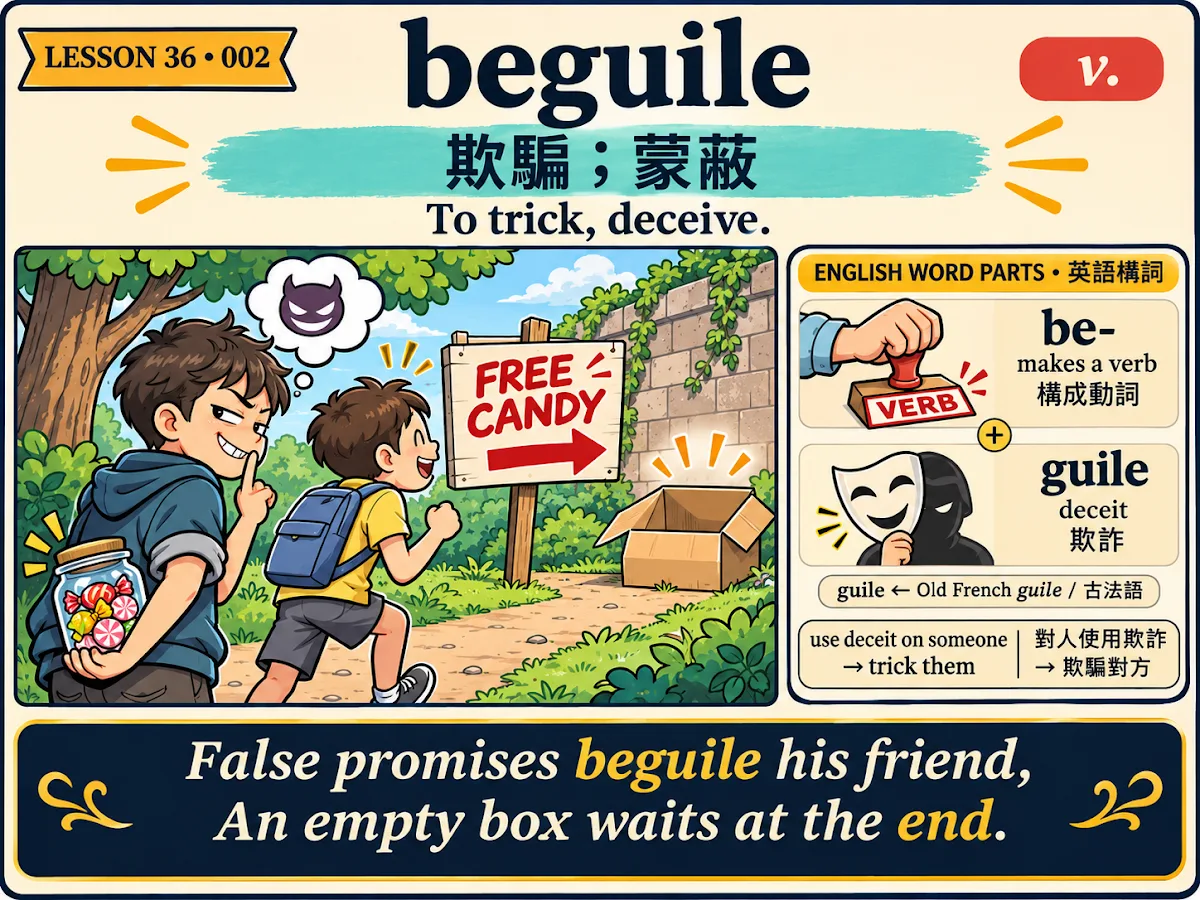 LESSON 36 • 002
beguile
v.
欺騙；蒙蔽
To trick, deceive.
FREE
CANDY
ENGLISH WORD PARTS • 英語構詞
VERB
be-
makes a verb
構成動詞
+
guile
deceit
欺詐
guile ← Old French guile / 古法語
use deceit on someone
→ trick them
對人使用欺詐
→ 欺騙對方
False promises beguile his friend,
An empty box waits at the end.